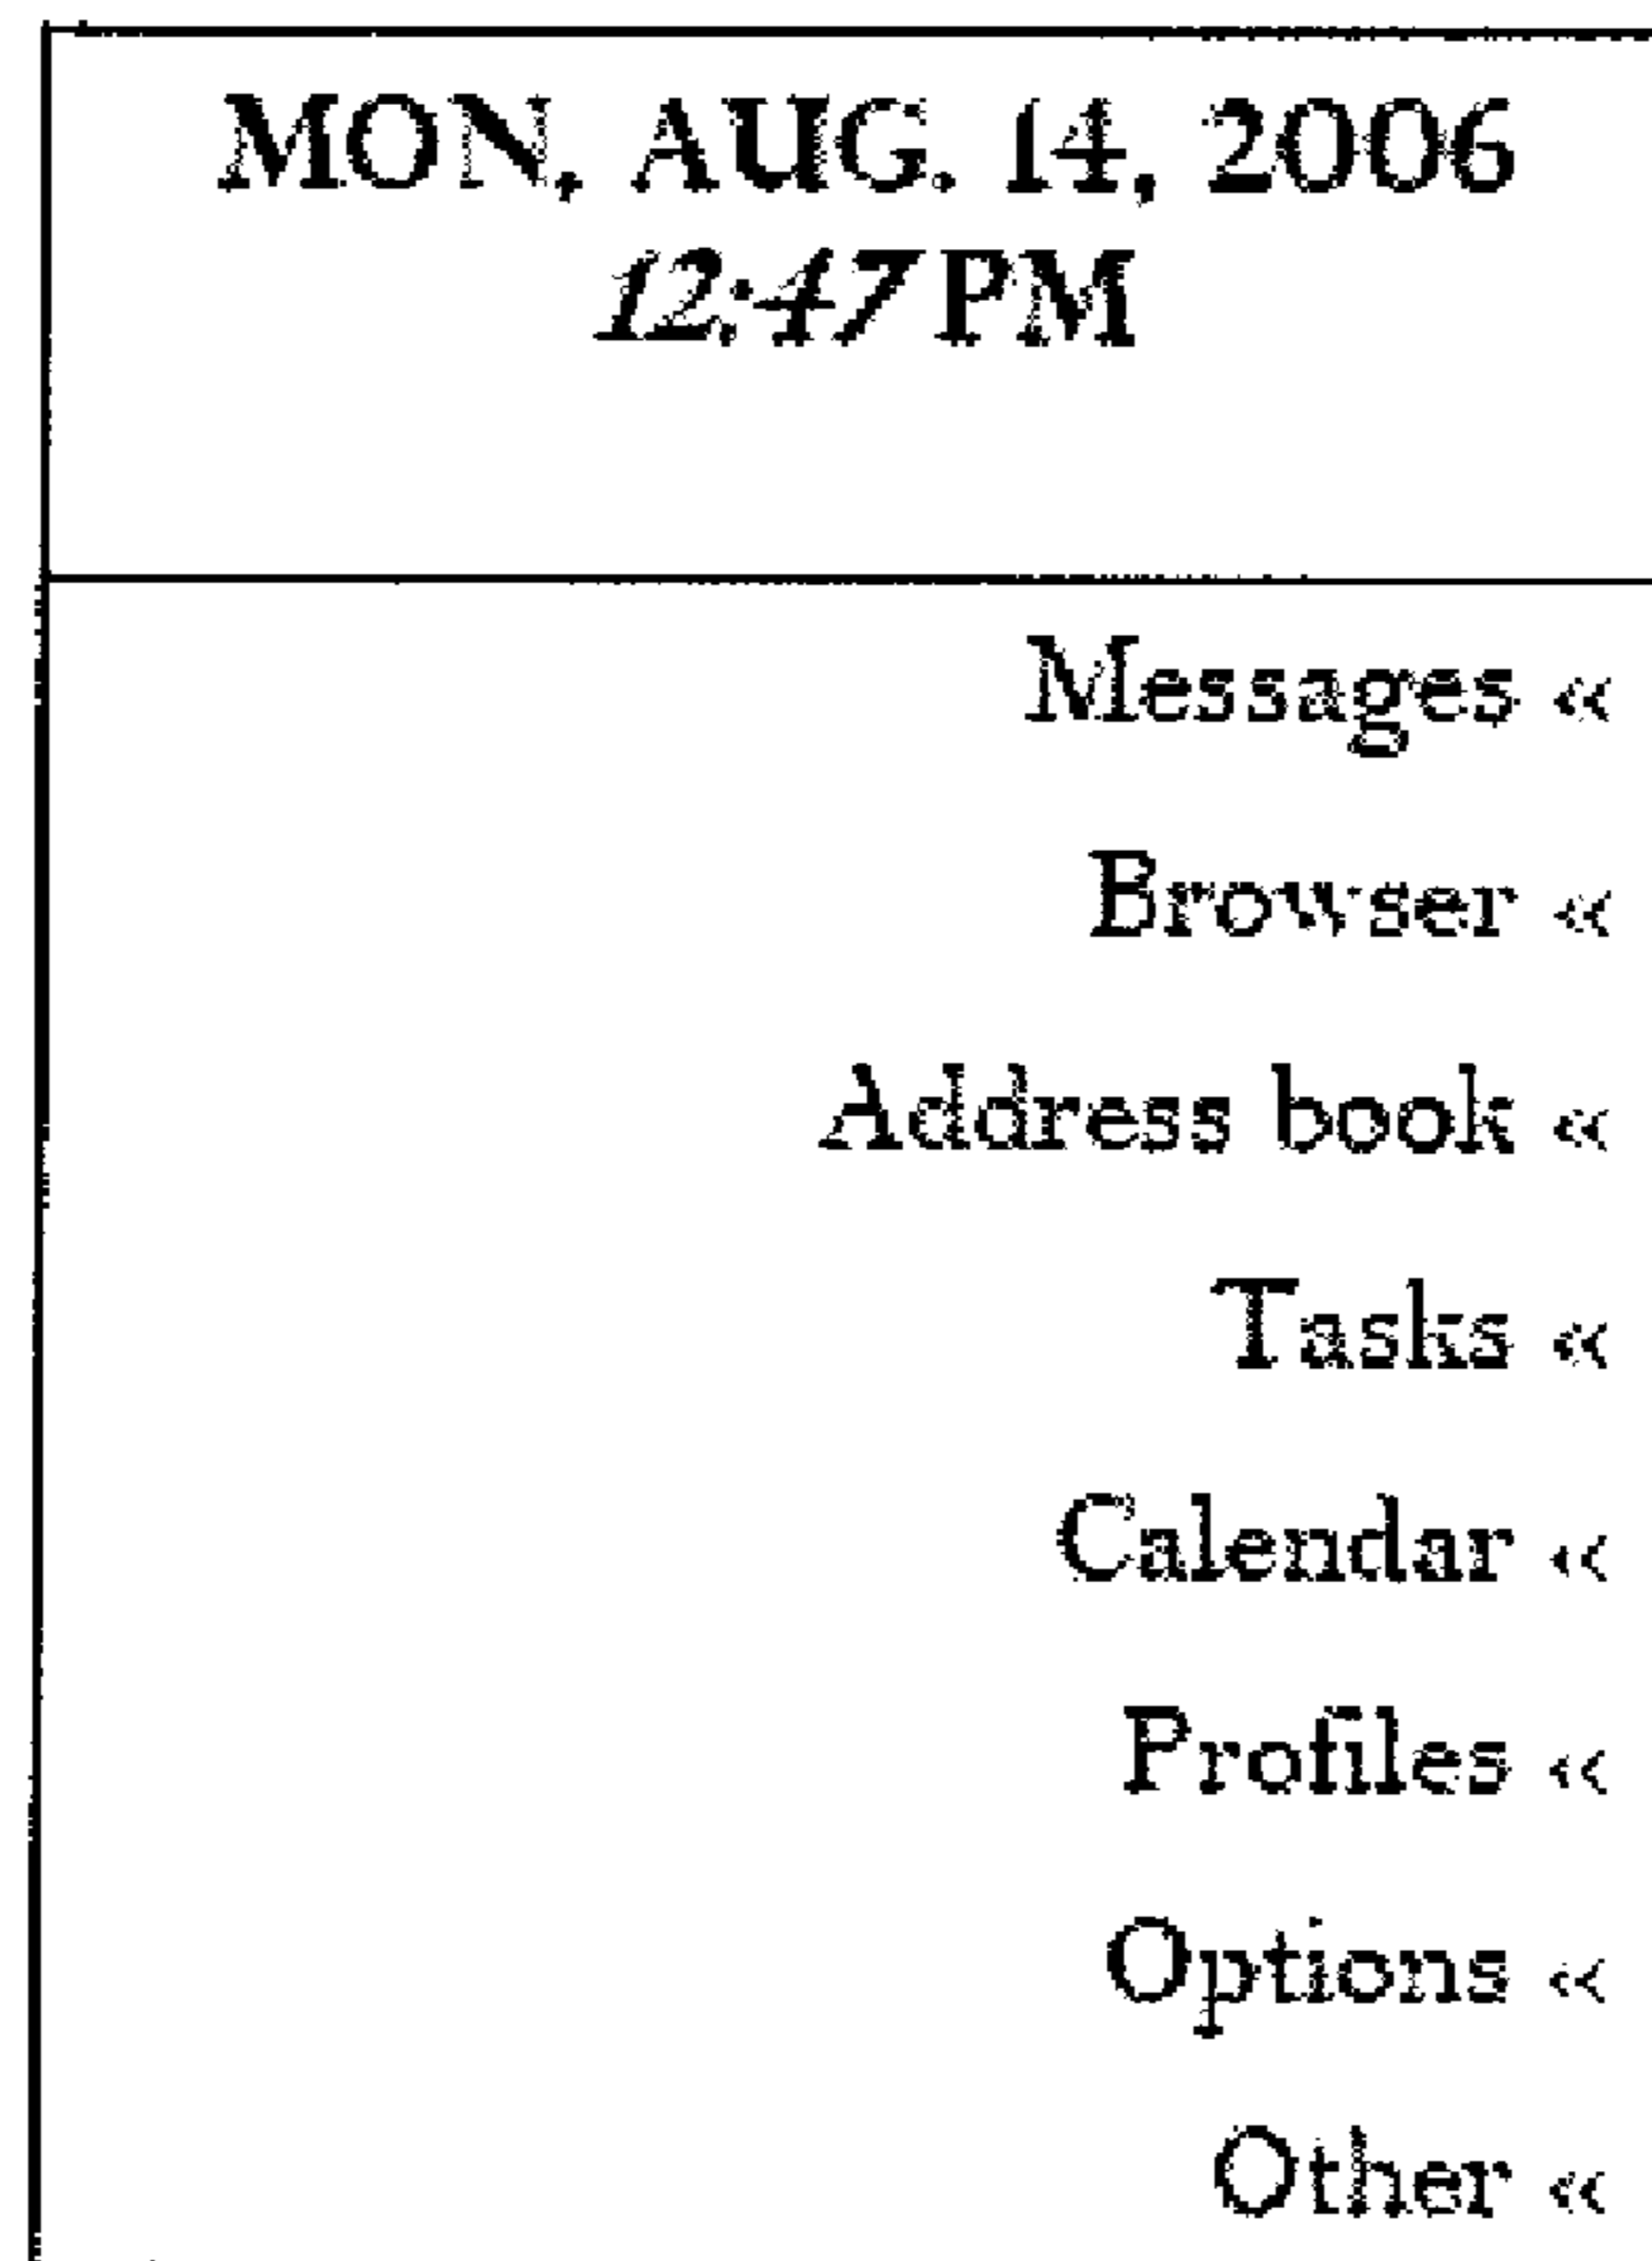 MON, AUG. 14, 2006
12:47 PM
Messages «
Browser «
Address book «
Tasks «
Calendar «
Profiles «
Options «
Other «